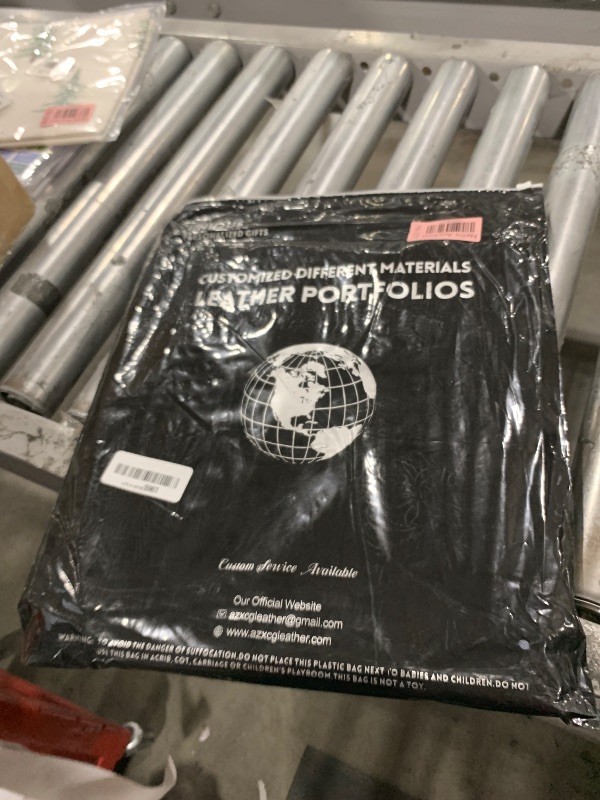 GIFTS
CUSTOMIZED DIFFERENT MATERIALS
LEATHER PORTFOLIOS
Custom Service Available
Our Official Website
azxcgleather@gmail.com
www.azxcgleather.com
WARNING: TO AVOID THE DANGER OF SUFFOCATION.DO NOT PLACE THIS PLASTIC BAG NEXT TO BABIES AND CHILDREN.DO NOT
USE THIS BAG IN ACRIB, COT, CARRIAGE OR CHILDREN'S PLAYROOM.THIS BAG IS NOT A TOY.